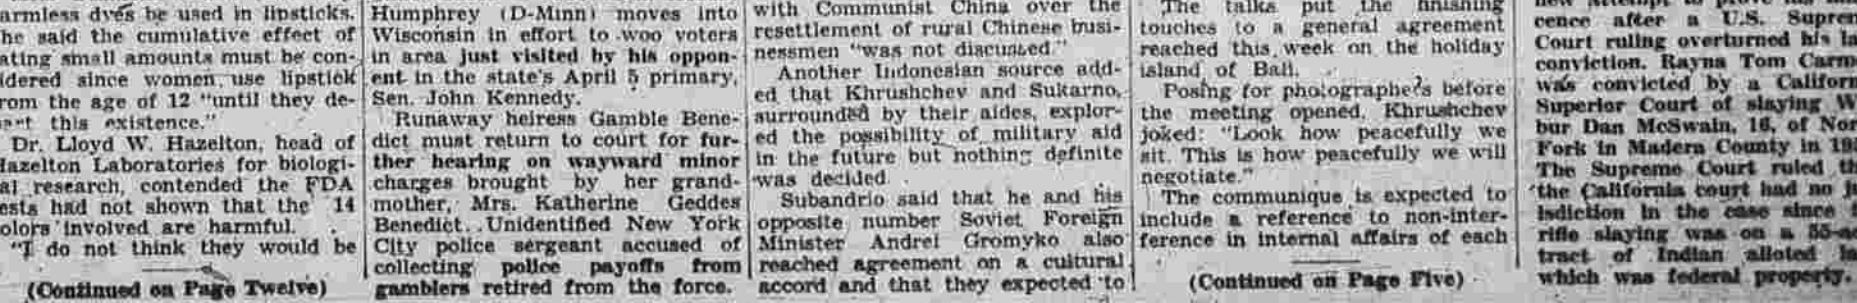 armless dyes be used in lipsticks.
he said the cumulative effect of
ating small amounts must be con-
idered since women use lipstick
rom the age of 12 "until they de-
part this existence."
Dr. Lloyd W. Hazelton, head of
Hazelton Laboratories for biologi-
al research, contended the FDA
ests had not shown that the 14
olors involved are harmful.
"I do not think they would be
(Continued on Page Twelve)
Humphrey (D-Minn) moves into
Wisconsin in effort to woo voters
in area just visited by his oppon-
ent in the state's April 5 primary,
Sen. John Kennedy.
Runaway heiress Gamble Bene-
dict must return to court for fur-
ther hearing on wayward minor
charges brought by her grand-
mother, Mrs. Katherine Geddes
Benedict. Unidentified New York
City police sergeant accused of
collecting police payoffs from
gamblers retired from the force.
with Communist China over the
resettlement of rural Chinese busi-
nessmen "was not discussed"
Another Indonesian source add-
ed that Khrushchev and Sukarno,
surrounded by their aides, explor-
ed the possibility of military aid
in the future but nothing definite
was decided.
Subandrio said that he and his
opposite number Soviet Foreign
Minister Andrei Gromyko also
reached agreement on a cultural
accord and that they expected to
The talks put the finishing
touches to a general agreement
reached this week on the holiday
island of Bali.
Posing for photographers before
the meeting opened, Khrushchev
joked: "Look how peacefully we
sit. This is how peacefully we will
negotiate."
The communique is expected to
include a reference to non-inter-
ference in internal affairs of each
(Continued on Page Five)
new attempt to prove his
cence after a U.S. Suprem
Court ruling overturned his
conviction. Rayna Tom Carm
was convicted by a Californ
Superior Court of slaying W
bur Dan McSwain, 16, of Nor
Fork in Madera County in 19
The Supreme Court ruled th
the California court had no j
isdiction in the case since
rifle slaying was on a 55-ac
tract of Indian alloted la
which was federal property.